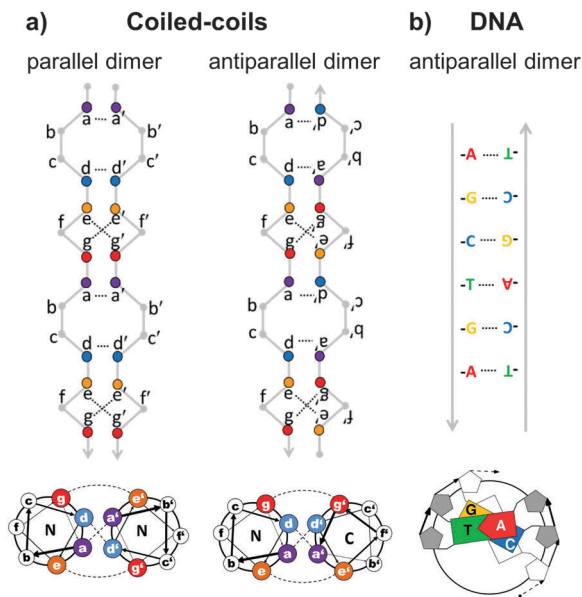 a) Coiled-coils b) DNA
parallel dimer antiparallel dimer antiparallel dimer
a a′ a d′
b b′ b c′
c c′ c b′
d d′ d a′
e e′ e g′
f f′ f f′
g g′ g e′
a a′ a d′
b b′ b c′
c c′ c b′
d d′ d a′
e e′ e g′
f f′ f f′
g g′ g e′
-A T-
-G C-
-C G-
-T A-
-G C-
-A T-
c g e‘ b‘
f N d a‘ N f‘
b a d‘ c‘
e g‘
c g g‘ c‘
f N d d‘ C f‘
b a a‘ b‘
e e‘
G
T A
C